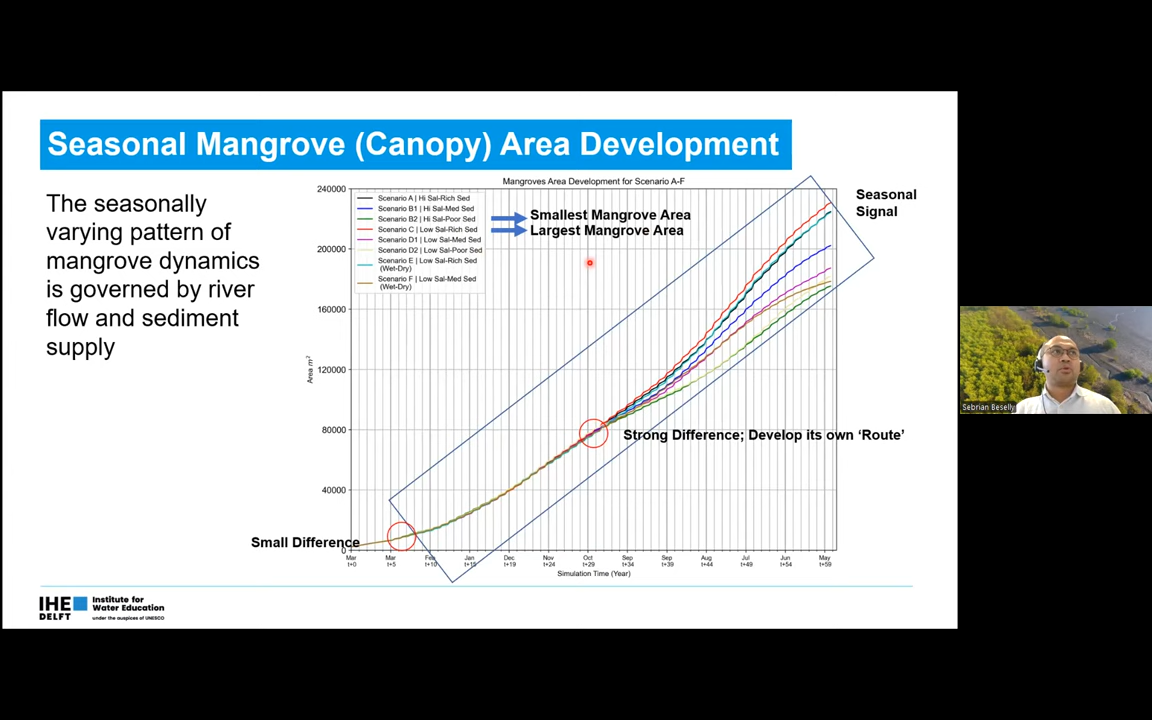 Seasonal Mangrove (Canopy) Area Development
The seasonally
varying pattern of
mangrove dynamics
is governed by river
flow and sediment
supply
Mangroves Area Development for Scenario A-F
240000
200000
160000
120000
80000
40000
0
Area m²
Scenario A | Hi Sal-Rich Sed
Scenario B1 | Hi Sal-Med Sed
Scenario B2 | Hi Sal-Poor Sed
Scenario C | Low Sal-Rich Sed
Scenario D1 | Low Sal-Med Sed
Scenario D2 | Low Sal-Poor Sed
Scenario E | Low Sal-Rich Sed
(Wet-Dry)
Scenario F | Low Sal-Med Sed
(Wet-Dry)
Smallest Mangrove Area
Largest Mangrove Area
Seasonal
Signal
Strong Difference; Develop its own ‘Route’
Small Difference
Mar Mar Feb Jan Dec Nov Oct Sep Sep Aug Jul Jun May
t+0 t+5 t+10 t+15 t+19 t+24 t+29 t+34 t+39 t+44 t+49 t+54 t+59
Simulation Time (Year)
IHE
DELFT
Institute for
Water Education
under the auspices of UNESCO
Sebrian Beselly